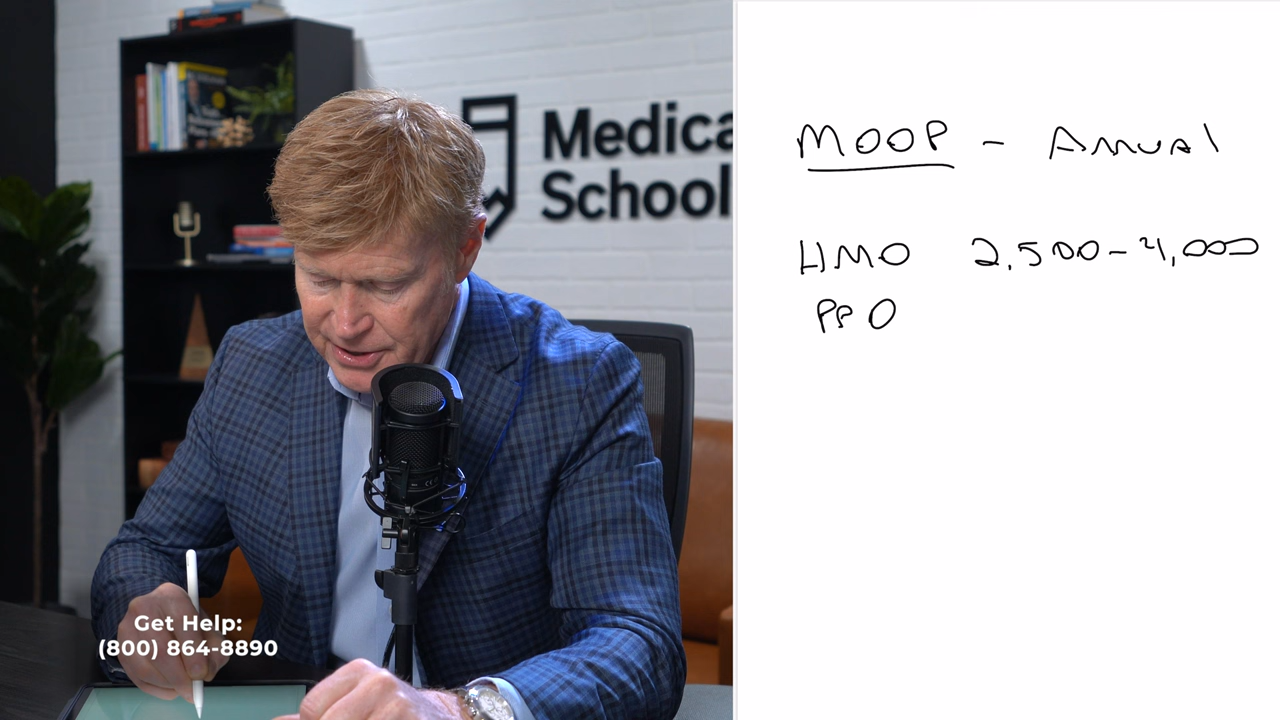 Medica
School
MOOP - Annual
HMO 2,500-4,000
PPO
Get Help:
(800) 864-8890